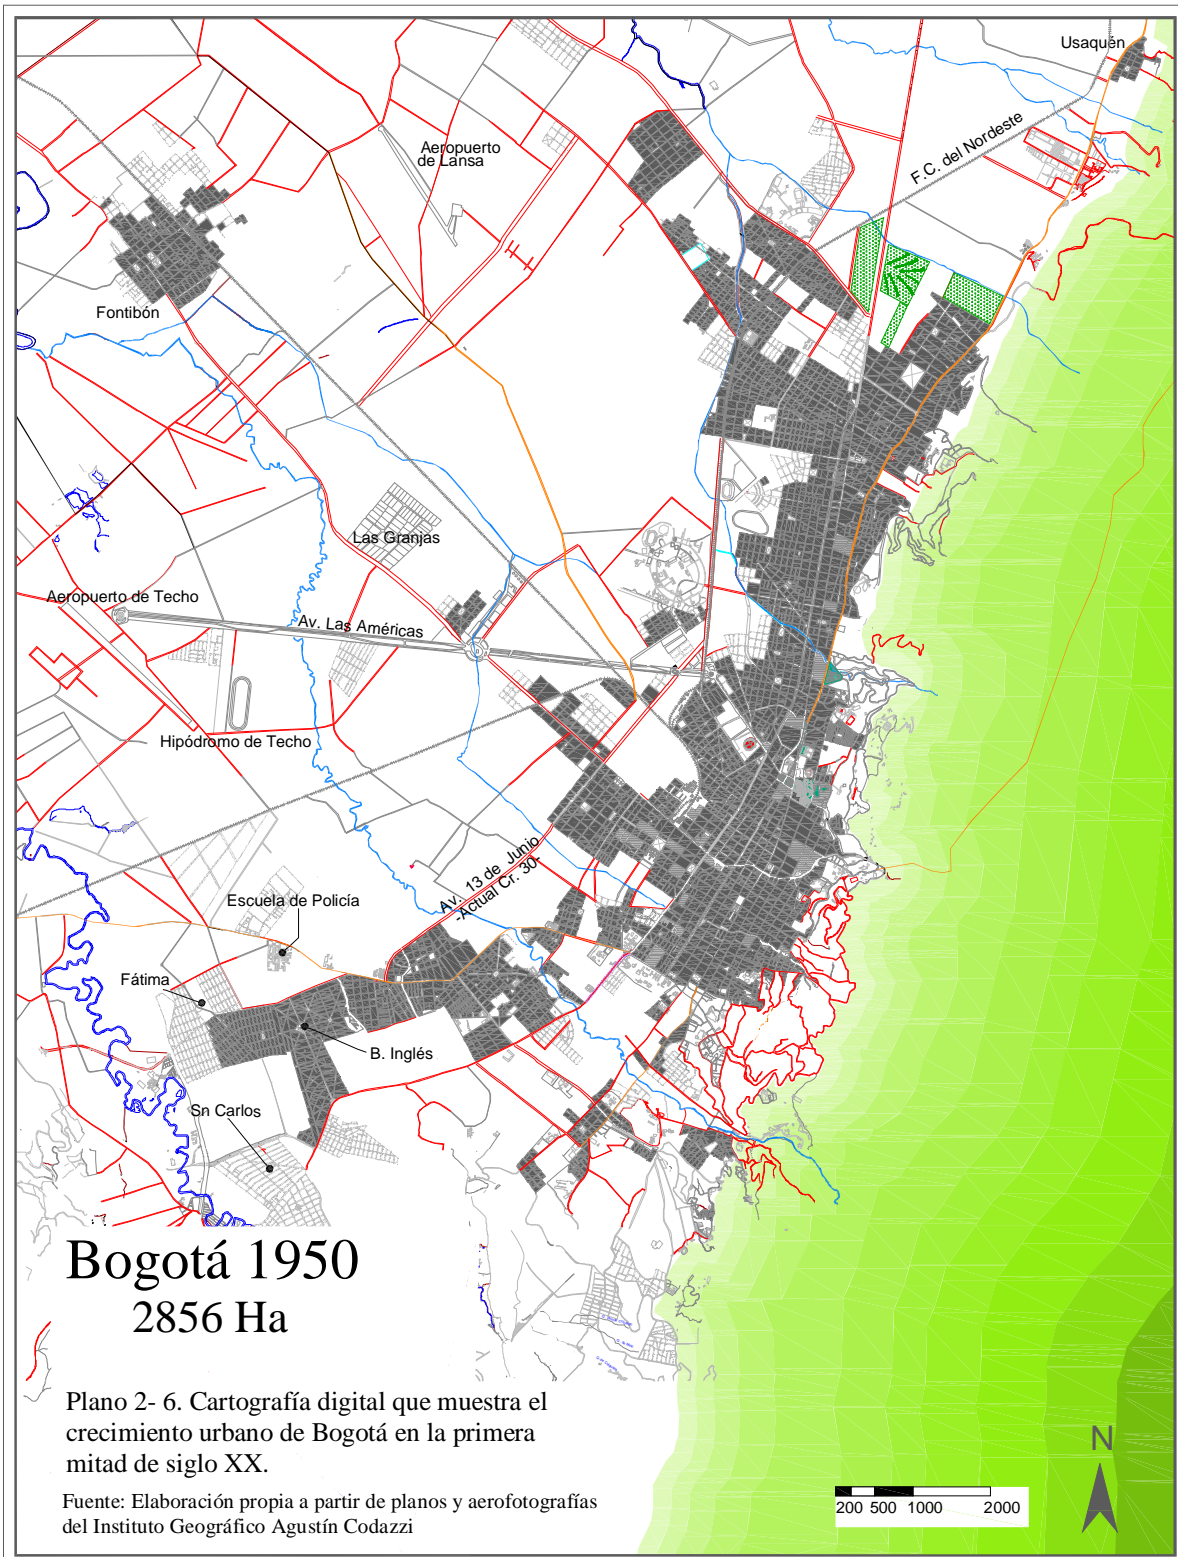 Usaquén
F.C. del Nordeste
Aeropuerto
de Lansa
Fontibón
Las Granjas
Aeropuerto de Techo
Av. Las Américas
Hipódromo de Techo
Av. 13 de Junio
-Actual Cr. 30-
Escuela de Policía
Fátima
B. Inglés
Sn Carlos
Bogotá 1950
2856 Ha
Plano 2- 6. Cartografía digital que muestra el
crecimiento urbano de Bogotá en la primera
mitad de siglo XX.
Fuente: Elaboración propia a partir de planos y aerofotografías
del Instituto Geográfico Agustín Codazzi
N
200 500 1000 2000